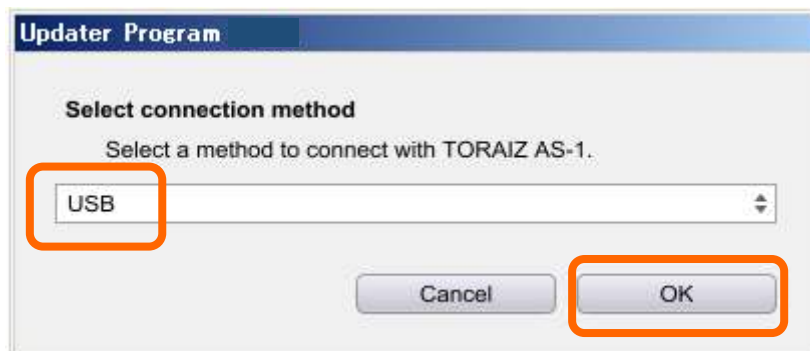 Updater Program
Select connection method
Select a method to connect with TORAIZ AS-1.
USB
Cancel OK